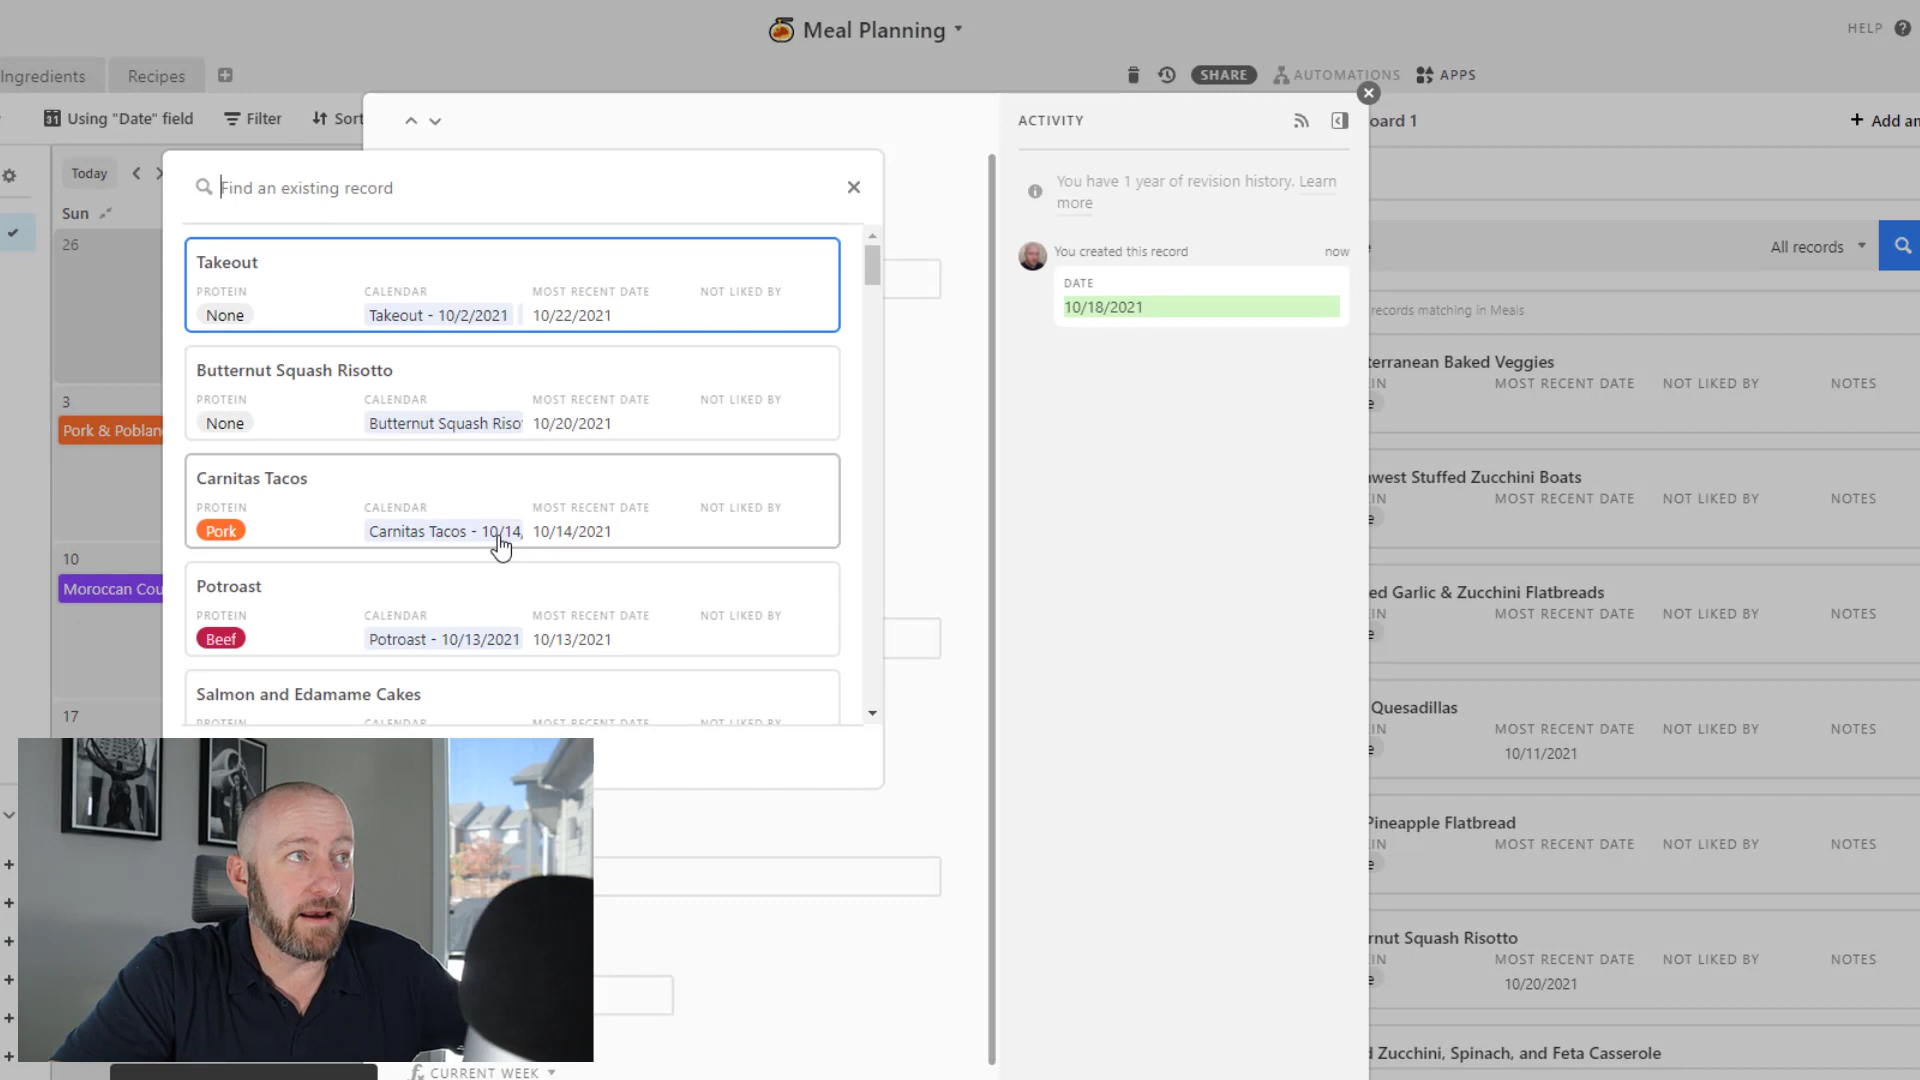 Meal Planning
HELP
Ingredients
Recipes
SHARE
AUTOMATIONS
APPS
31 Using "Date" field
Filter
Sort
oard 1
+ Add an
Today
Sun
26
3
Pork & Poblan
10
Moroccan Cou
17
Find an existing record
Takeout
PROTEIN CALENDAR MOST RECENT DATE NOT LIKED BY
None Takeout - 10/2/2021 10/22/2021
Butternut Squash Risotto
PROTEIN CALENDAR MOST RECENT DATE NOT LIKED BY
None Butternut Squash Riso 10/20/2021
Carnitas Tacos
PROTEIN CALENDAR MOST RECENT DATE NOT LIKED BY
Pork Carnitas Tacos - 10/14, 10/14/2021
Potroast
PROTEIN CALENDAR MOST RECENT DATE NOT LIKED BY
Beef Potroast - 10/13/2021 10/13/2021
Salmon and Edamame Cakes
PROTEIN CALENDAR MOST RECENT DATE NOT LIKED BY
CURRENT WEEK
ACTIVITY
You have 1 year of revision history. Learn
more
You created this record now
DATE
10/18/2021
All records
records matching in Meals
terranean Baked Veggies
IN MOST RECENT DATE NOT LIKED BY NOTES
e
west Stuffed Zucchini Boats
IN MOST RECENT DATE NOT LIKED BY NOTES
e
ed Garlic & Zucchini Flatbreads
IN MOST RECENT DATE NOT LIKED BY NOTES
e
Quesadillas
IN MOST RECENT DATE NOT LIKED BY NOTES
e 10/11/2021
Pineapple Flatbread
IN MOST RECENT DATE NOT LIKED BY NOTES
e
rnut Squash Risotto
IN MOST RECENT DATE NOT LIKED BY NOTES
e 10/20/2021
d Zucchini, Spinach, and Feta Casserole